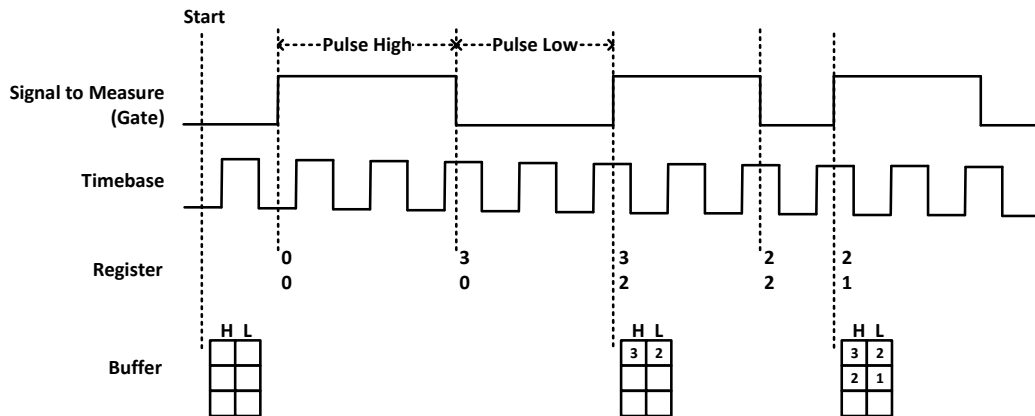 Start
Pulse High
Pulse Low
Signal to Measure
(Gate)
Timebase
Register
0 3 3 2 2
0 0 2 2 1
H L
H L
3 2
H L
3 2
2 1
Buffer